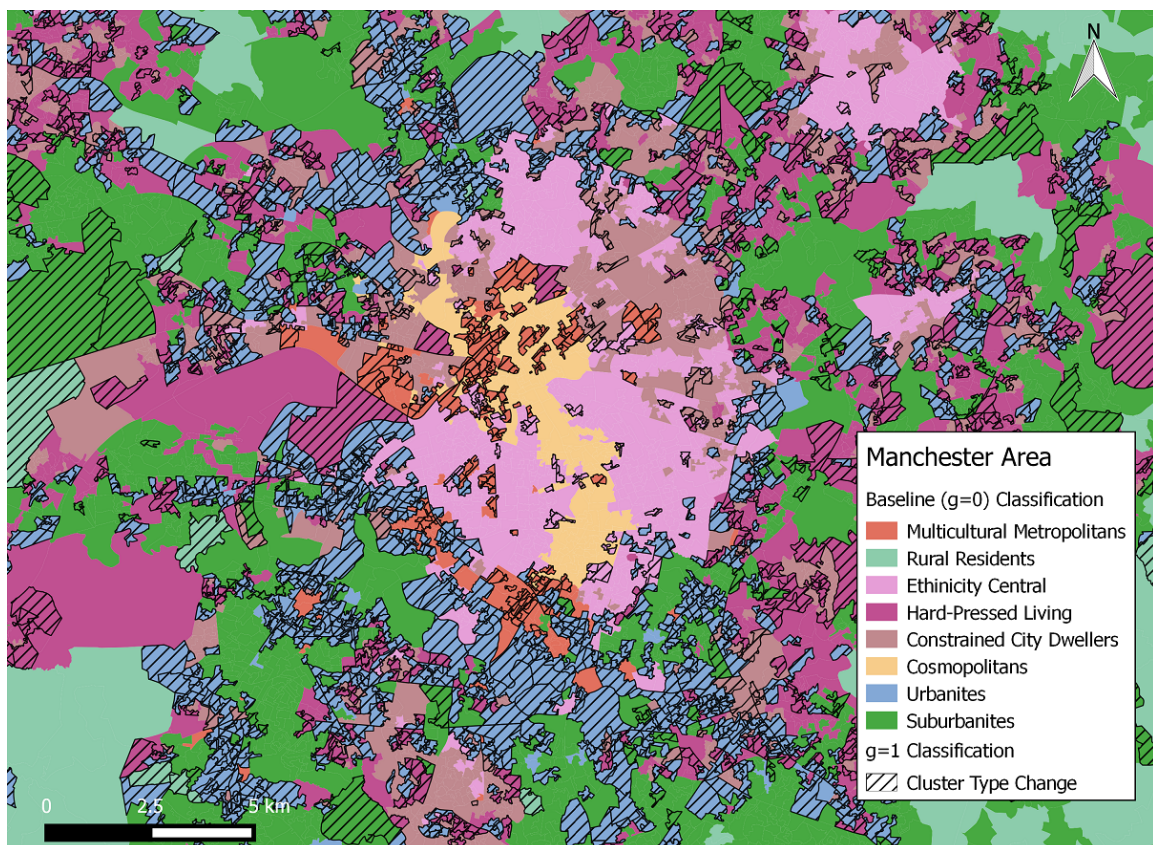 N
Manchester Area
Baseline (g=0) Classification
Multicultural Metropolitans
Rural Residents
Ethnicity Central
Hard-Pressed Living
Constrained City Dwellers
Cosmopolitans
Urbanites
Suburbanites
g=1 Classification
Cluster Type Change
0 2.5 5 km